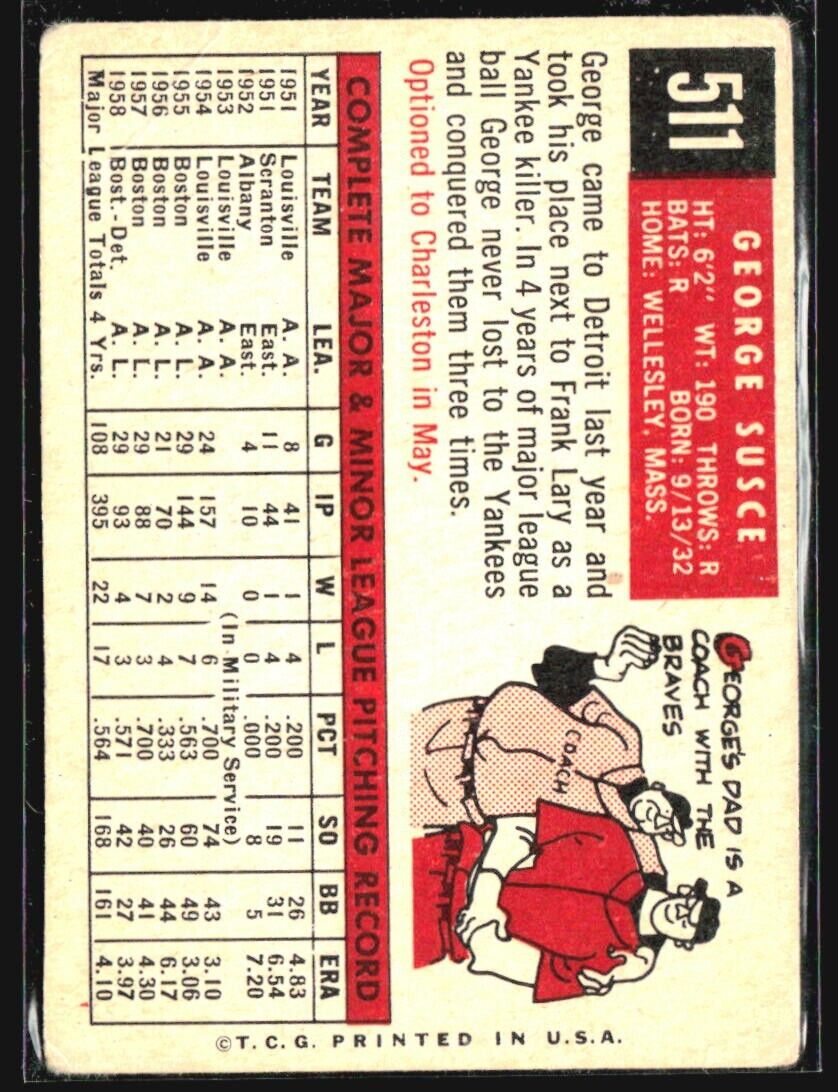 511
GEORGE SUSCE
HT: 6'2" WT: 190 THROWS: R
BATS: R BORN: 9/13/32
HOME: WELLESLEY, MASS.
George came to Detroit last year and
took his place next to Frank Lary as a
Yankee killer. In 4 years of major league
ball George never lost to the Yankees
and conquered them three times.
Optioned to Charleston in May.
GEORGE'S DAD IS A
COACH WITH THE
BRAVES
COACH
COMPLETE MAJOR & MINOR LEAGUE PITCHING RECORD
YEAR TEAM LEA. G IP W L PCT SO BB ERA
1951 Louisville A. A. 8 41 1 4 .200 11 26 4.83
1951 Scranton East. 11 44 1 4 .200 19 31 6.54
1952 Albany East. 4 10 0 0 .000 8 5 7.20
1953 Louisville A. A. (In Military Service)
1954 Louisville A. A. 24 157 14 6 .700 74 43 3.10
1955 Boston A. L. 29 144 9 7 .563 60 49 3.06
1956 Boston A. L. 21 70 2 4 .333 26 44 6.17
1957 Boston A. L. 29 88 7 3 .700 40 41 4.30
1958 Bost.-Det. A. L. 29 93 4 3 .571 42 27 3.97
Major League Totals 4 Yrs. 108 395 22 17 .564 168 161 4.10
©T.C.G. PRINTED IN U.S.A.